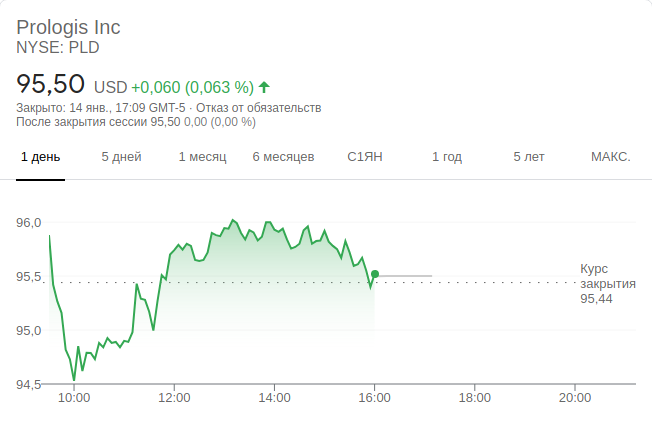 Prologis Inc
NYSE: PLD
95,50 USD +0,060 (0,063 %)
Закрыто: 14 янв., 17:09 GMT-5 · Отказ от обязательств
После закрытия сессии 95,50 0,00 (0,00 %)
1 день 5 дней 1 месяц 6 месяцев С1ЯН 1 год 5 лет МАКС.
96,0
95,5
95,0
94,5
Курс
закрытия
95,44
10:00 12:00 14:00 16:00 18:00 20:00